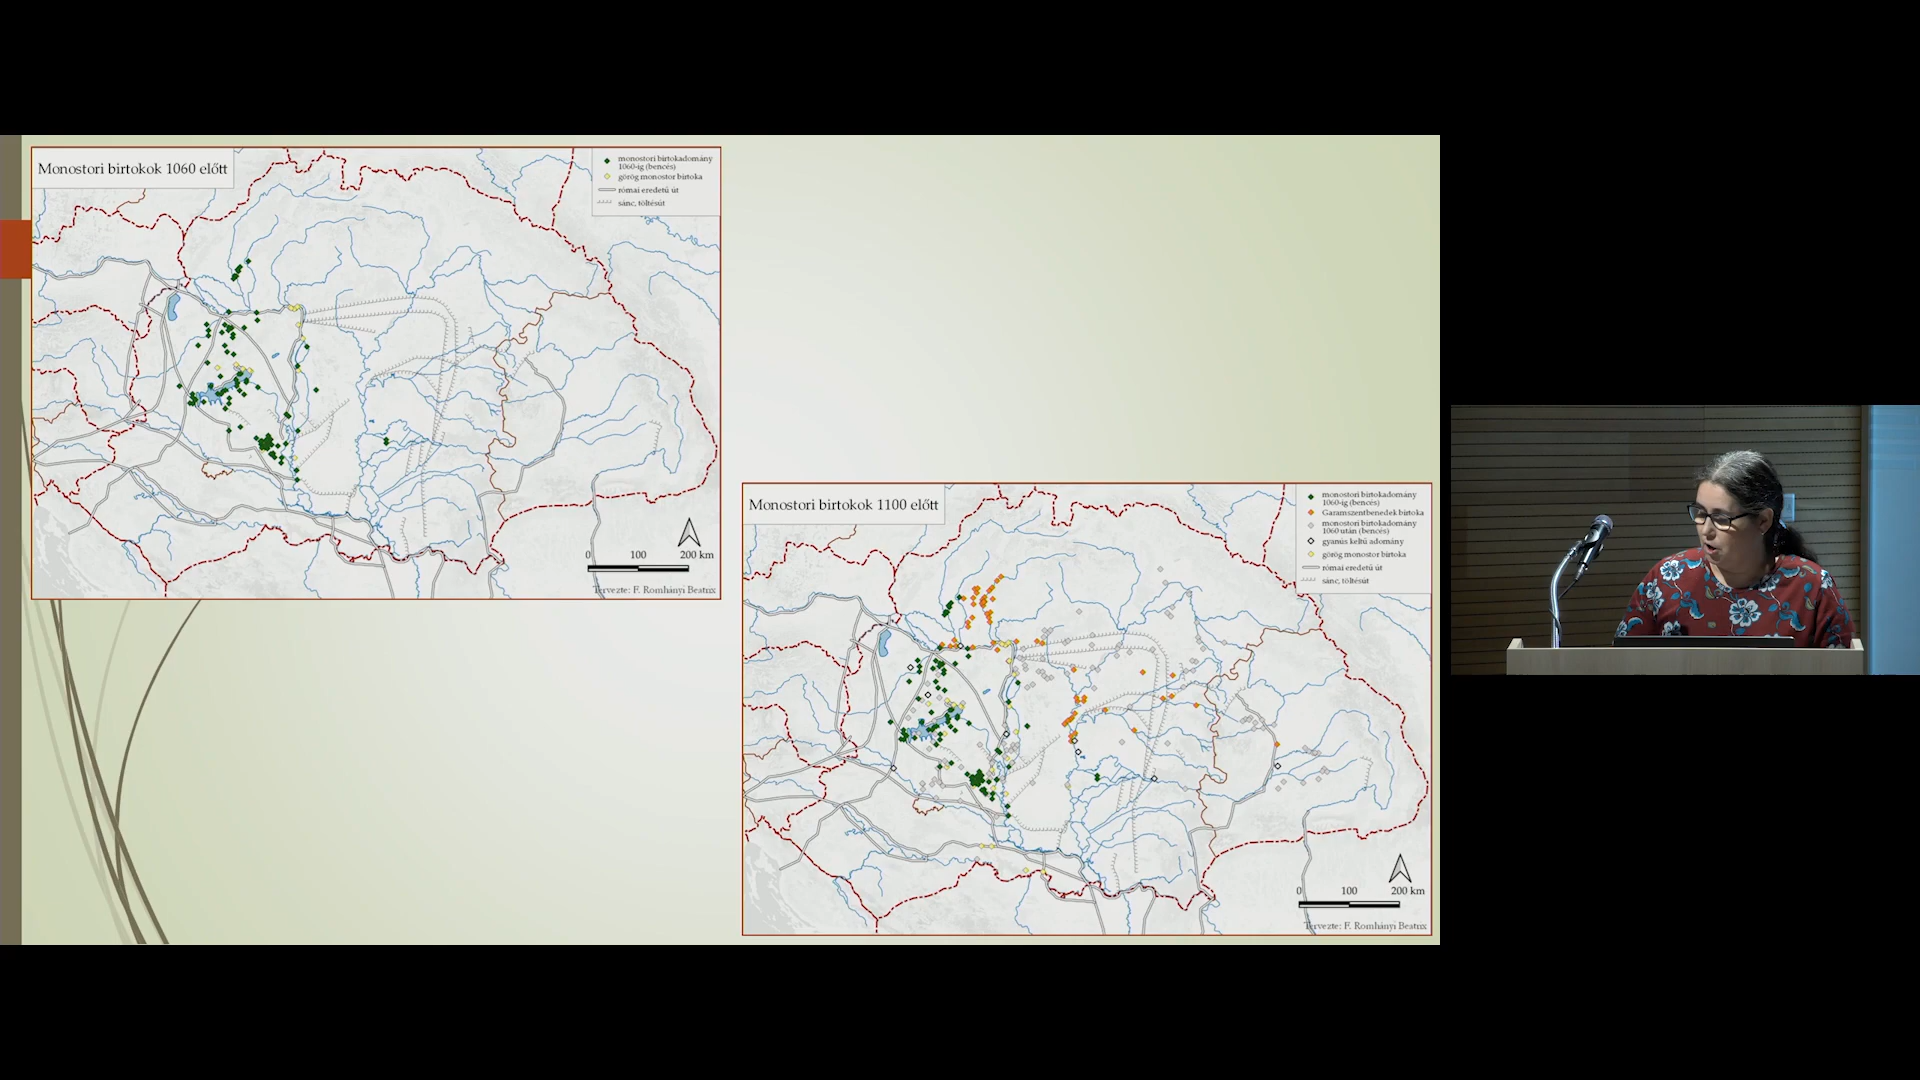 Monostori birtokok 1060 előtt
monostori birtokadomány
1060-ig (bencés)
görög monostor birtoka
római eredetű út
sánc, töltésút
0 100 200 km
Tervezte: F. Romhányi Beatrix
Monostori birtokok 1100 előtt
monostori birtokadomány
1060-ig (bencés)
Garamszentbenedek birtoka
monostori birtokadomány
1060 után (bencés)
gyanús keltű adomány
görög monostor birtoka
római eredetű út
sánc, töltésút
0 100 200 km
Tervezte: F. Romhányi Beatrix